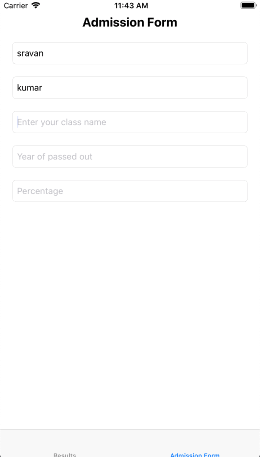 Carrier 11:43 AM
Admission Form
sravan
kumar
Enter your class name
Year of passed out
Percentage
Results Admission Form